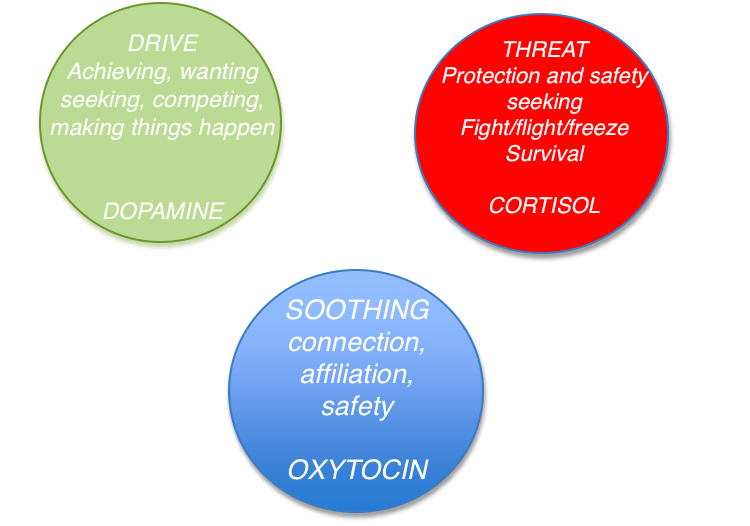 DRIVE
Achieving, wanting
seeking, competing,
making things happen
DOPAMINE
THREAT
Protection and safety
seeking
Fight/flight/freeze
Survival
CORTISOL
SOOTHING
connection,
affiliation,
safety
OXYTOCIN